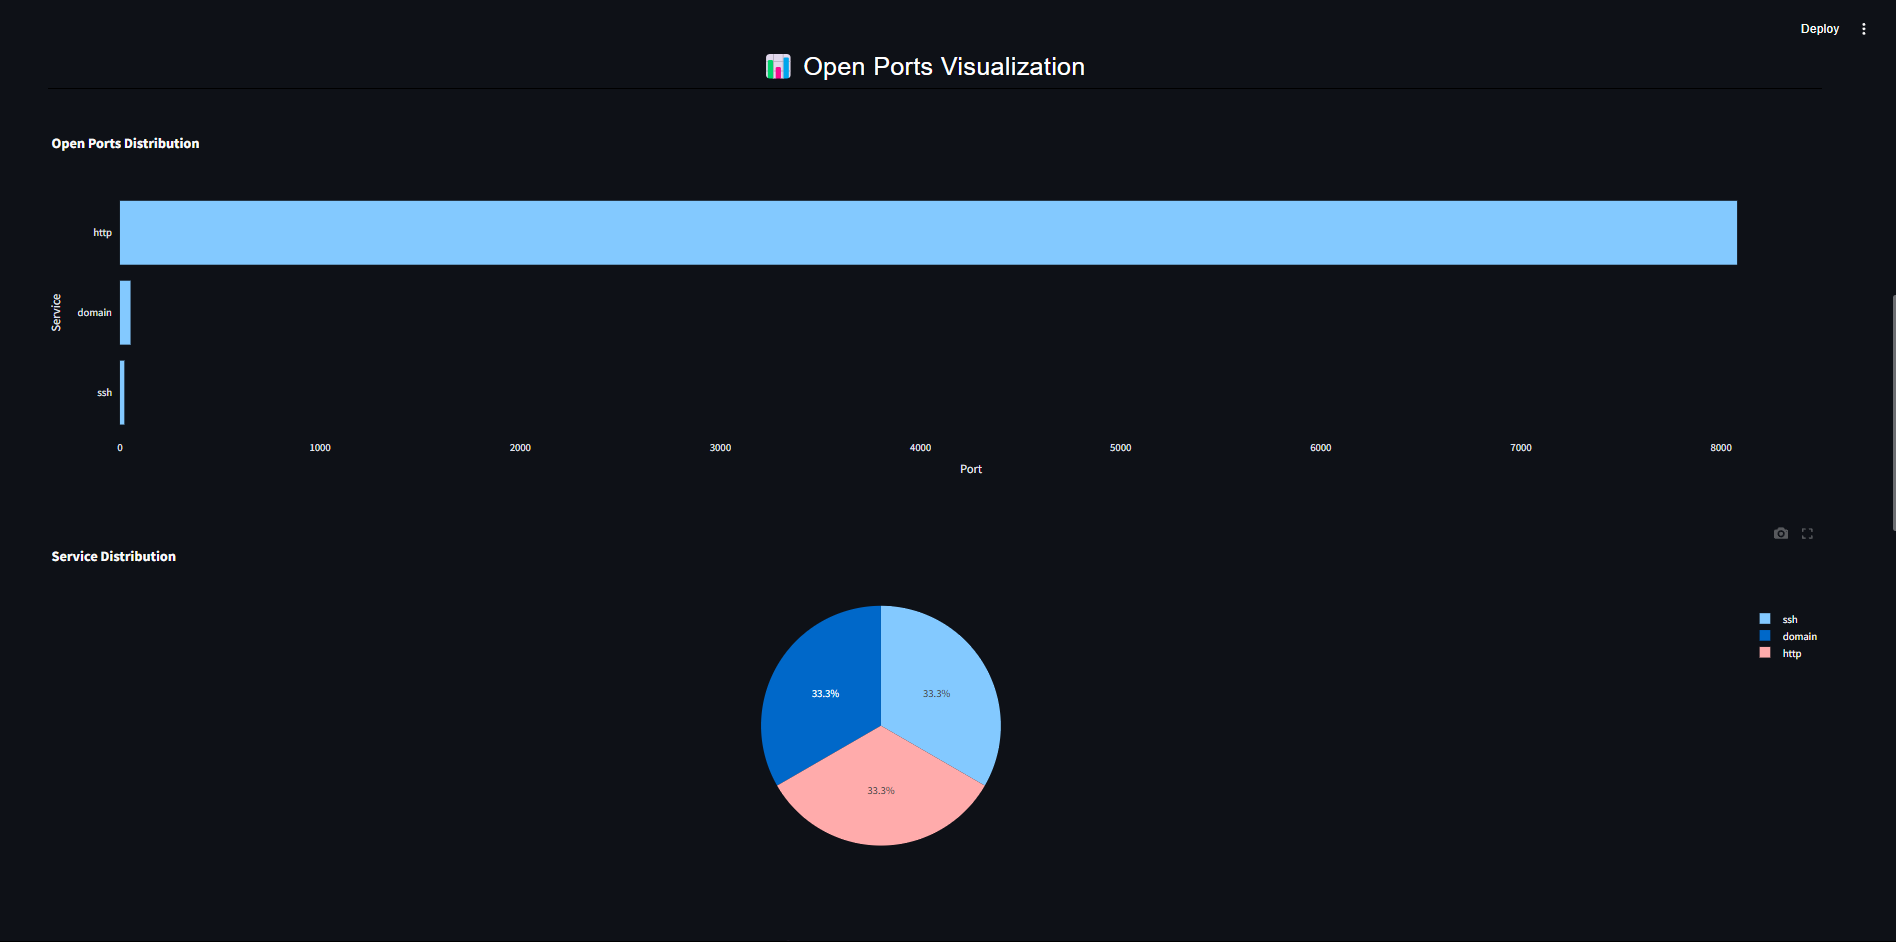 Deploy
Open Ports Visualization
Open Ports Distribution
http
domain
ssh
Service
0 1000 2000 3000 4000 5000 6000 7000 8000
Port
Service Distribution
ssh
domain
http
33.3%
33.3%
33.3%